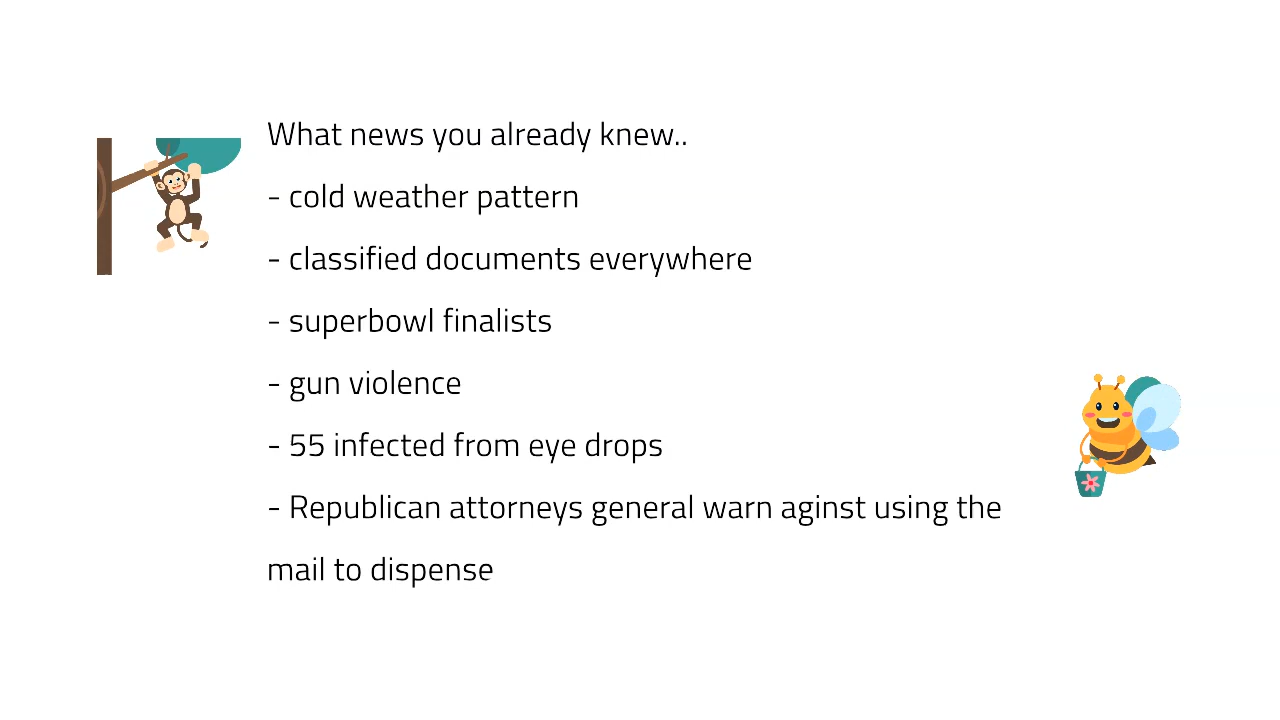 What news you already knew..
- cold weather pattern
- classified documents everywhere
- superbowl finalists
- gun violence
- 55 infected from eye drops
- Republican attorneys general warn aginst using the
mail to dispense